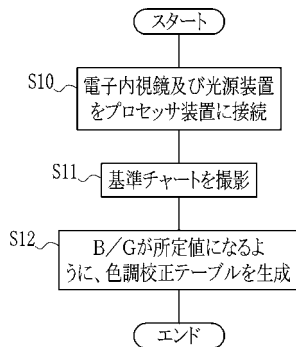 スタート
S10
電子内視鏡及び光源装置
をプロセッサ装置に接続
S11
基準チャートを撮影
S12
B/Gが所定値になるよ
うに、色調校正テーブルを生成
エンド